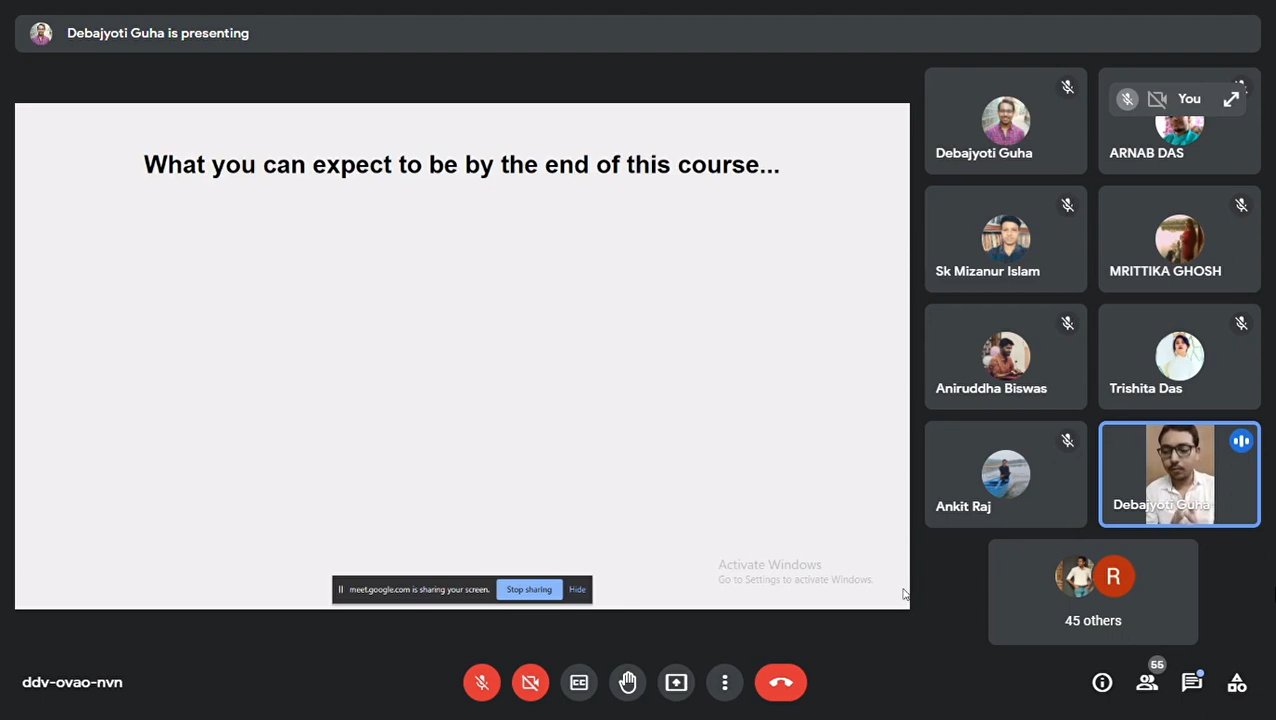 Debajyoti Guha is presenting
What you can expect to be by the end of this course...
Activate Windows
Go to Settings to activate Windows.
meet.google.com is sharing your screen.
Stop sharing
Hide
Debajyoti Guha
You
ARNAB DAS
Sk Mizanur Islam
MRITTIKA GHOSH
Aniruddha Biswas
Trishita Das
Ankit Raj
Debajyoti Guha
R
45 others
ddv-ovao-nvn
CC
55